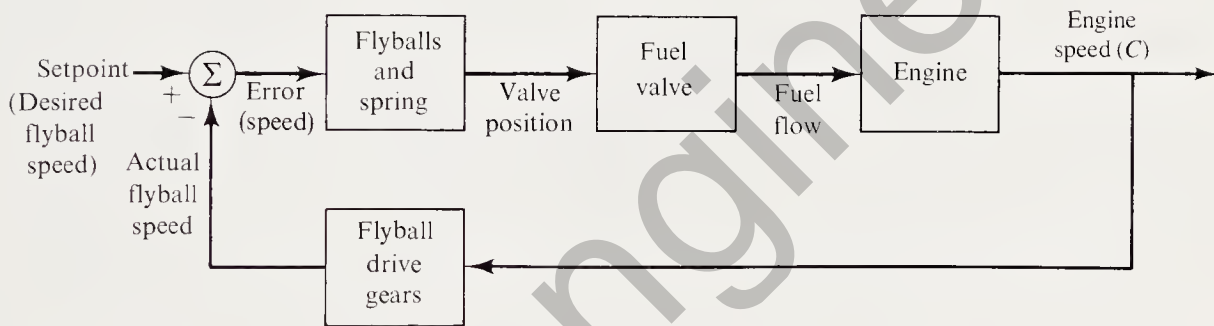 Setpoint
(Desired
flyball
speed)
+
−
Σ
Error
(speed)
Actual
flyball
speed
Flyballs
and
spring
Valve
position
Fuel
valve
Fuel
flow
Engine
Engine
speed (C)
Flyball
drive
gears
ngine